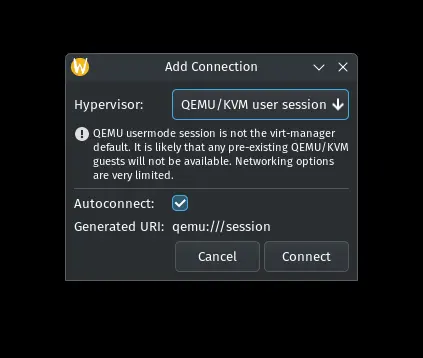 Add Connection
Hypervisor: QEMU/KVM user session
QEMU usermode session is not the virt-manager
default. It is likely that any pre-existing QEMU/KVM
guests will not be available. Networking options
are very limited.
Autoconnect:
Generated URI: qemu:///session
Cancel Connect